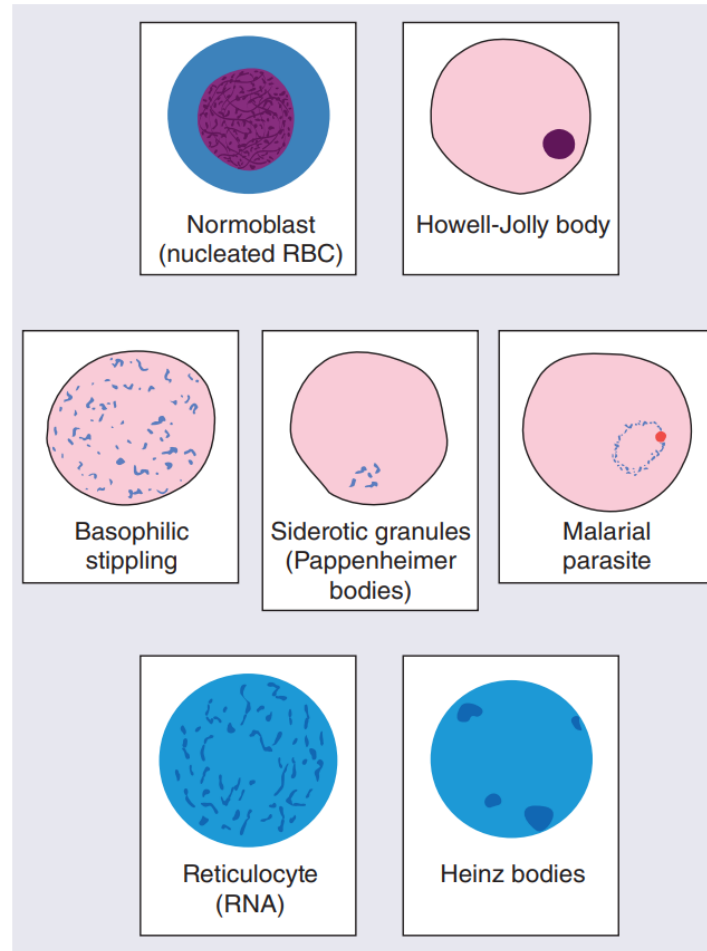 Normoblast
(nucleated RBC)
Howell-Jolly body
Basophilic
stippling
Siderotic granules
(Pappenheimer
bodies)
Malarial
parasite
Reticulocyte
(RNA)
Heinz bodies